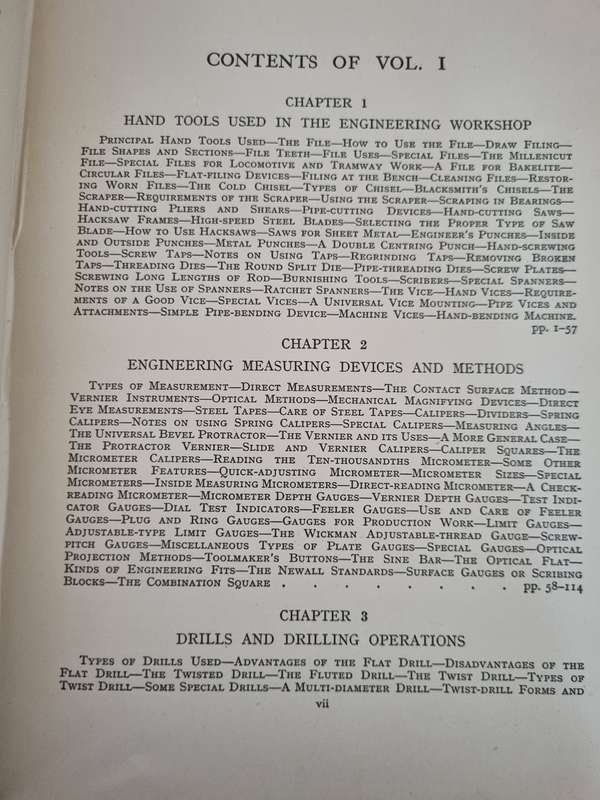 CONTENTS OF VOL. I
CHAPTER 1
HAND TOOLS USED IN THE ENGINEERING WORKSHOP
Principal Hand Tools Used—The File—How to Use the File—Draw Filing—
File Shapes and Sections—File Teeth—File Uses—Special Files—The Millenicut
File—Special Files for Locomotive and Tramway Work—A File for Bakelite—
Circular Files—Flat-filing Devices—Filing at the Bench—Cleaning Files—Restor-
ing Worn Files—The Cold Chisel—Types of Chisel—Blacksmith's Chisels—The
Scraper—Requirements of the Scraper—Using the Scraper—Scraping in Bearings—
Hand-cutting Pliers and Shears—Pipe-cutting Devices—Hand-cutting Saws—
Hacksaw Frames—High-speed Steel Blades—Selecting the Proper Type of Saw
Blade—How to Use Hacksaws—Saws for Sheet Metal—Engineer's Punches—Inside
and Outside Punches—Metal Punches—A Double Centring Punch—Hand-screwing
Tools—Screw Taps—Notes on Using Taps—Regrinding Taps—Removing Broken
Taps—Threading Dies—The Round Split Die—Pipe-threading Dies—Screw Plates—
Screwing Long Lengths of Rod—Burnishing Tools—Scribers—Special Spanners—
Notes on the Use of Spanners—Ratchet Spanners—The Vice—Hand Vices—Require-
ments of a Good Vice—Special Vices—A Universal Vice Mounting—Pipe Vices and
Attachments—Simple Pipe-bending Device—Machine Vices—Hand-bending Machine.
pp. 1–57
CHAPTER 2
ENGINEERING MEASURING DEVICES AND METHODS
Types of Measurement—Direct Measurements—The Contact Surface Method—
Vernier Instruments—Optical Methods—Mechanical Magnifying Devices—Direct
Eye Measurements—Steel Tapes—Care of Steel Tapes—Calipers—Dividers—Spring
Calipers—Notes on using Spring Calipers—Special Calipers—Measuring Angles—
The Universal Bevel Protractor—The Vernier and its Uses—A More General Case—
The Protractor Vernier—Slide and Vernier Calipers—Caliper Squares—The
Micrometer Calipers—Reading the Ten-thousandths Micrometer—Some Other
Micrometer Features—Quick-adjusting Micrometer—Micrometer Sizes—Special
Micrometers—Inside Measuring Micrometers—Direct-reading Micrometer—A Check-
reading Micrometer—Micrometer Depth Gauges—Vernier Depth Gauges—Test Indi-
cator Gauges—Dial Test Indicators—Feeler Gauges—Use and Care of Feeler
Gauges—Plug and Ring Gauges—Gauges for Production Work—Limit Gauges—
Adjustable-type Limit Gauges—The Wickman Adjustable-thread Gauge—Screw-
pitch Gauges—Miscellaneous Types of Plate Gauges—Special Gauges—Optical
Projection Methods—Toolmaker's Buttons—The Sine Bar—The Optical Flat—
Kinds of Engineering Fits—The Newall Standards—Surface Gauges or Scribing
Blocks—The Combination Square . . . . . . . . pp. 58–114
CHAPTER 3
DRILLS AND DRILLING OPERATIONS
Types of Drills Used—Advantages of the Flat Drill—Disadvantages of the
Flat Drill—The Twisted Drill—The Fluted Drill—The Twist Drill—Types of
Twist Drill—Some Special Drills—A Multi-diameter Drill—Twist-drill Forms and
vii